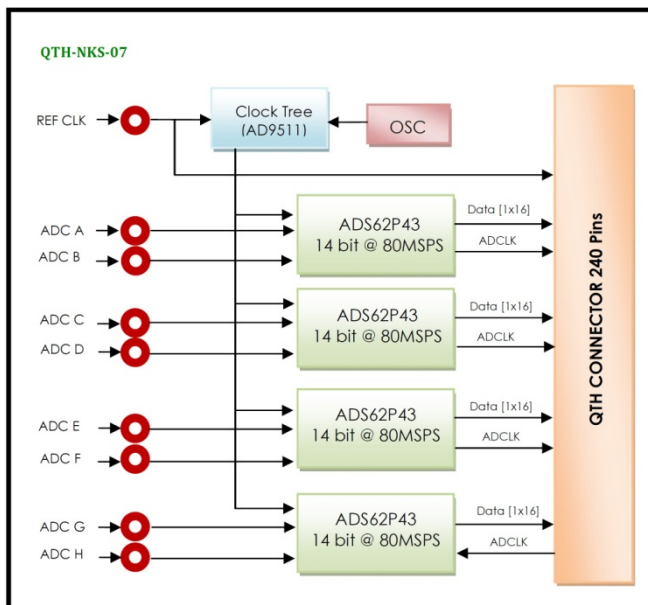 QTH-NKS-07
REF CLK
Clock Tree
(AD9511)
OSC
ADC A
ADC B
ADS62P43
14 bit @ 80MSPS
Data [1x16]
ADCLK
ADC C
ADC D
ADS62P43
14 bit @ 80MSPS
Data [1x16]
ADCLK
ADC E
ADC F
ADS62P43
14 bit @ 80MSPS
Data [1x16]
ADCLK
ADC G
ADC H
ADS62P43
14 bit @ 80MSPS
Data [1x16]
ADCLK
QTH CONNECTOR 240 Pins